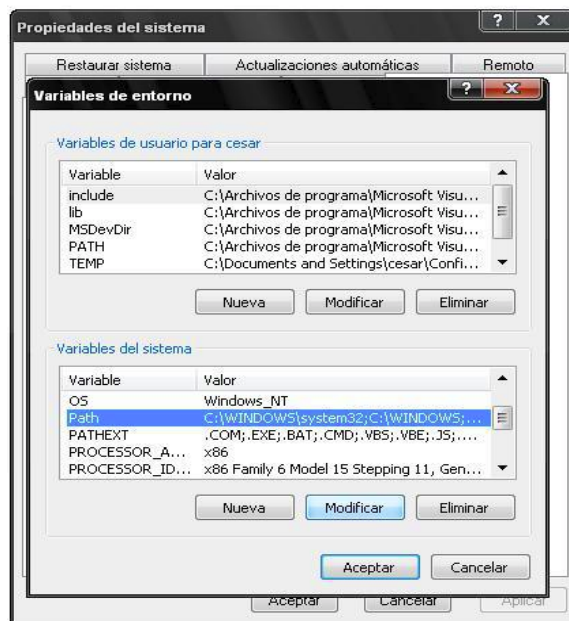 Propiedades del sistema
Restaurar sistema Actualizaciones automáticas Remoto
Variables de entorno
Variables de usuario para cesar
Variable Valor
include C:\Archivos de programa\Microsoft Visu...
lib C:\Archivos de programa\Microsoft Visu...
MSDevDir C:\Archivos de programa\Microsoft Visu...
PATH C:\Archivos de programa\Microsoft Visu...
TEMP C:\Documents and Settings\cesar\Confi...
Nueva Modificar Eliminar
Variables del sistema
Variable Valor
OS Windows_NT
Path C:\WINDOWS\system32;C:\WINDOWS;...
PATHEXT .COM;.EXE;.BAT;.CMD;.VBS;.VBE;.JS;....
PROCESSOR_A... x86
PROCESSOR_ID... x86 Family 6 Model 15 Stepping 11, Gen...
Nueva Modificar Eliminar
Aceptar Cancelar
Aceptar Cancelar Aplicar